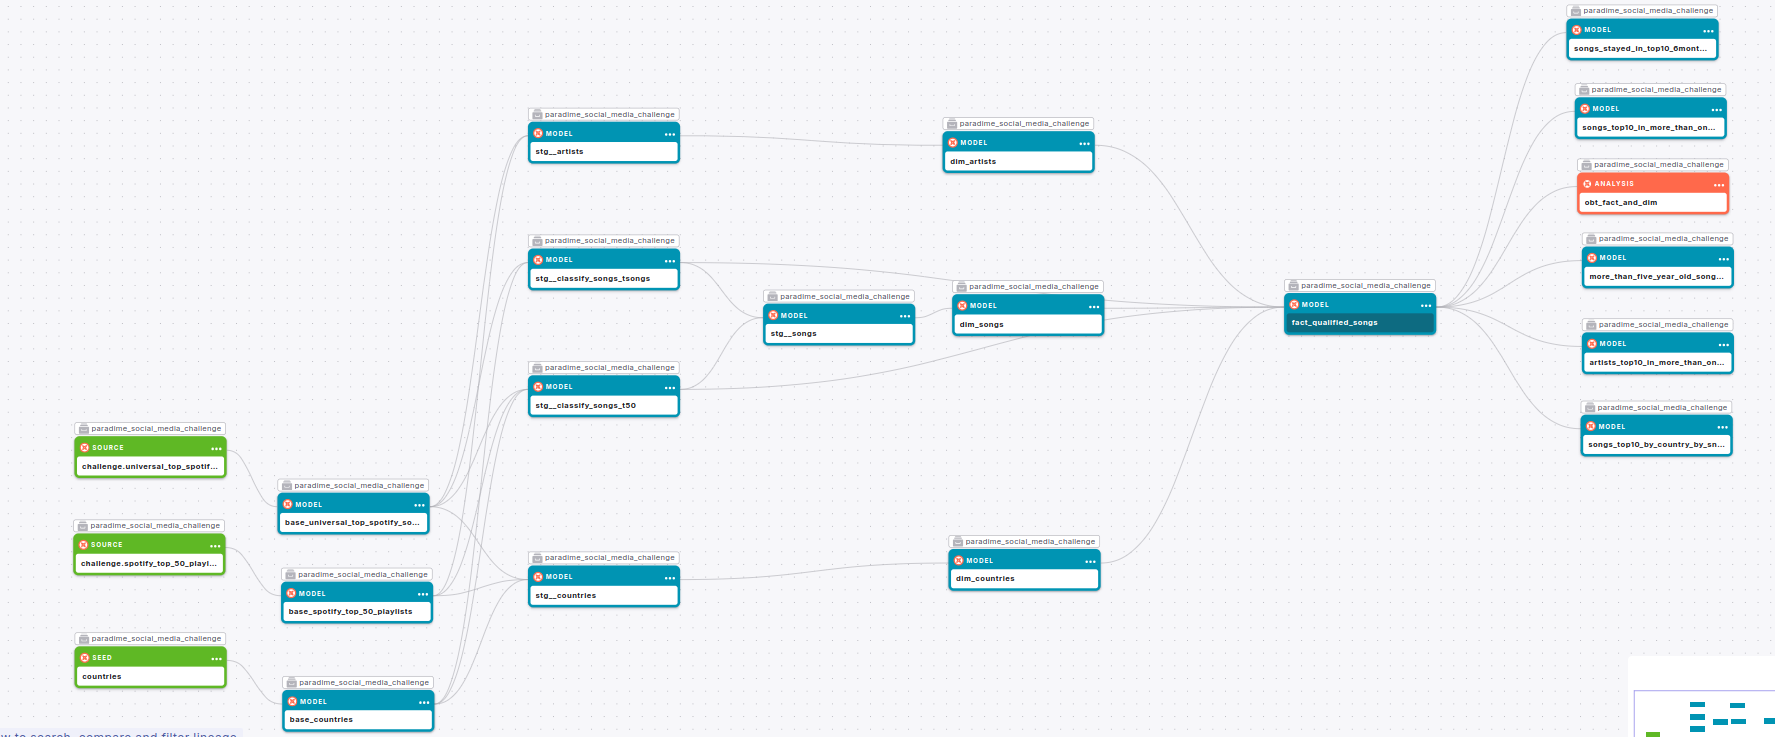 paradime_social_media_challenge
MODEL
songs_stayed_in_top10_6mont...
paradime_social_media_challenge
MODEL
songs_top10_in_more_than_on...
paradime_social_media_challenge
ANALYSIS
obt_fact_and_dim
paradime_social_media_challenge
MODEL
more_than_five_year_old_song...
paradime_social_media_challenge
MODEL
artists_top10_in_more_than_on...
paradime_social_media_challenge
MODEL
songs_top10_by_country_by_sn...
paradime_social_media_challenge
MODEL
stg__artists
paradime_social_media_challenge
MODEL
dim_artists
paradime_social_media_challenge
MODEL
stg__classify_songs_tsongs
paradime_social_media_challenge
MODEL
stg__songs
paradime_social_media_challenge
MODEL
dim_songs
paradime_social_media_challenge
MODEL
fact_qualified_songs
paradime_social_media_challenge
MODEL
stg__classify_songs_t50
paradime_social_media_challenge
SOURCE
challenge.universal_top_spotif...
paradime_social_media_challenge
MODEL
base_universal_top_spotify_so...
paradime_social_media_challenge
SOURCE
challenge.spotify_top_50_playl...
paradime_social_media_challenge
MODEL
base_spotify_top_50_playlists
paradime_social_media_challenge
MODEL
stg__countries
paradime_social_media_challenge
MODEL
dim_countries
paradime_social_media_challenge
SEED
countries
paradime_social_media_challenge
MODEL
base_countries
w to search, compare and filter lineage